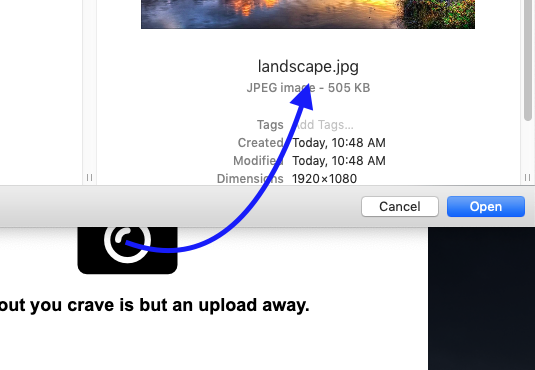 landscape.jpg
JPEG image - 505 KB
Tags Add Tags...
Created Today, 10:48 AM
Modified Today, 10:48 AM
Dimensions 1920×1080
Cancel Open
out you crave is but an upload away.